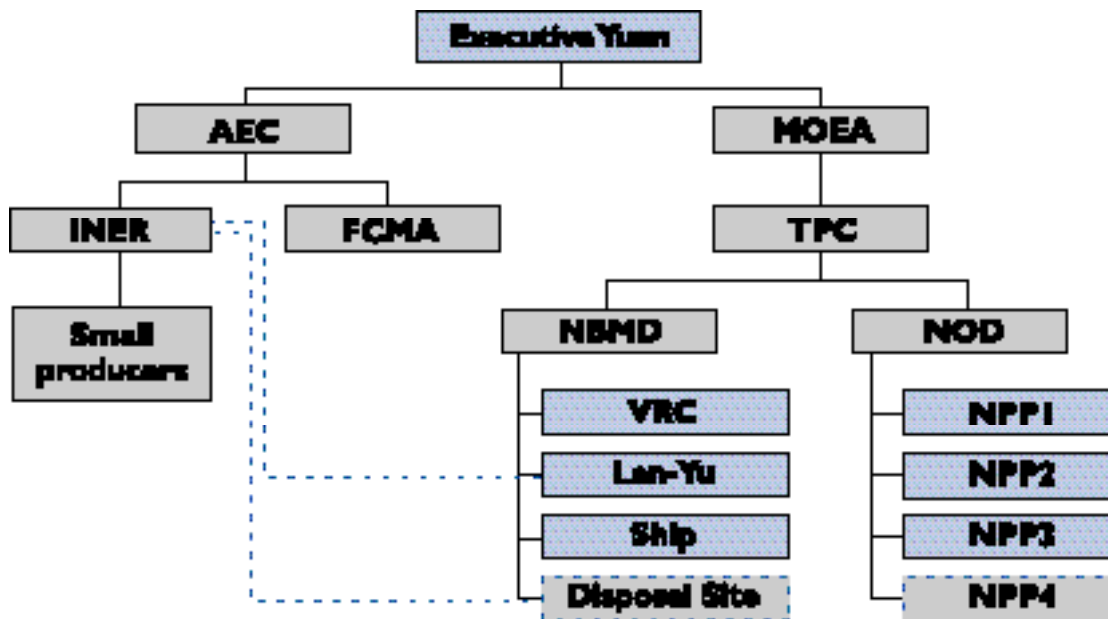 Executive Yuan
AEC
MOEA
INER
FCMA
TPC
Small
producers
NBMD
NOD
VRC
NPP1
Lan-Yu
NPP2
Ship
NPP3
Disposal Site
NPP4